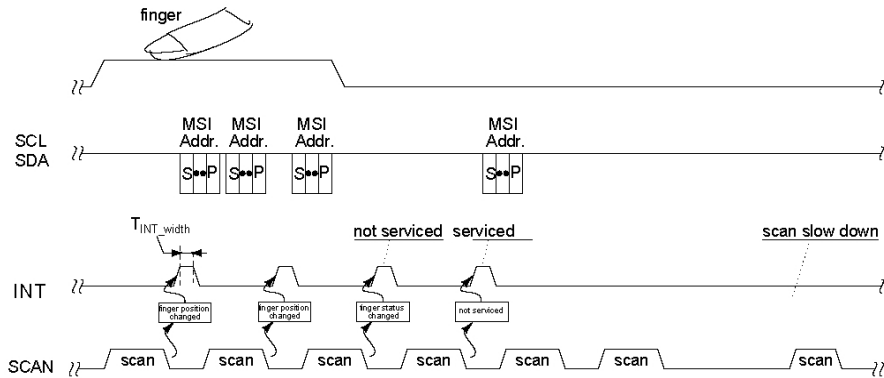 finger
MSI
Addr.
MSI
Addr.
MSI
Addr.
MSI
Addr.
SCL
SDA
S••P
S••P
S••P
S••P
TINT_width
not serviced
serviced
scan slow down
INT
finger position
changed
finger position
changed
finger status
changed
not serviced
SCAN
scan
scan
scan
scan
scan
scan
scan